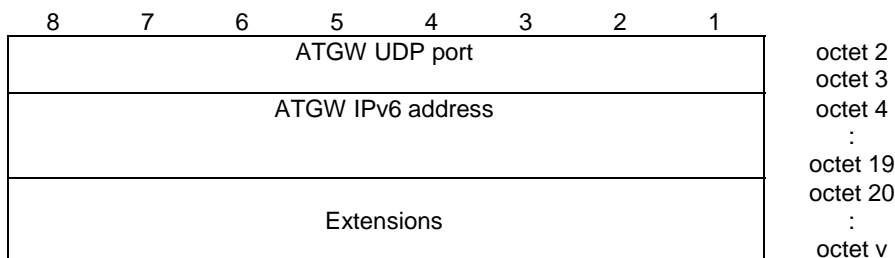 8 7 6 5 4 3 2 1
ATGW UDP port octet 2
octet 3
ATGW IPv6 address octet 4
:
octet 19
octet 20
Extensions :
octet v